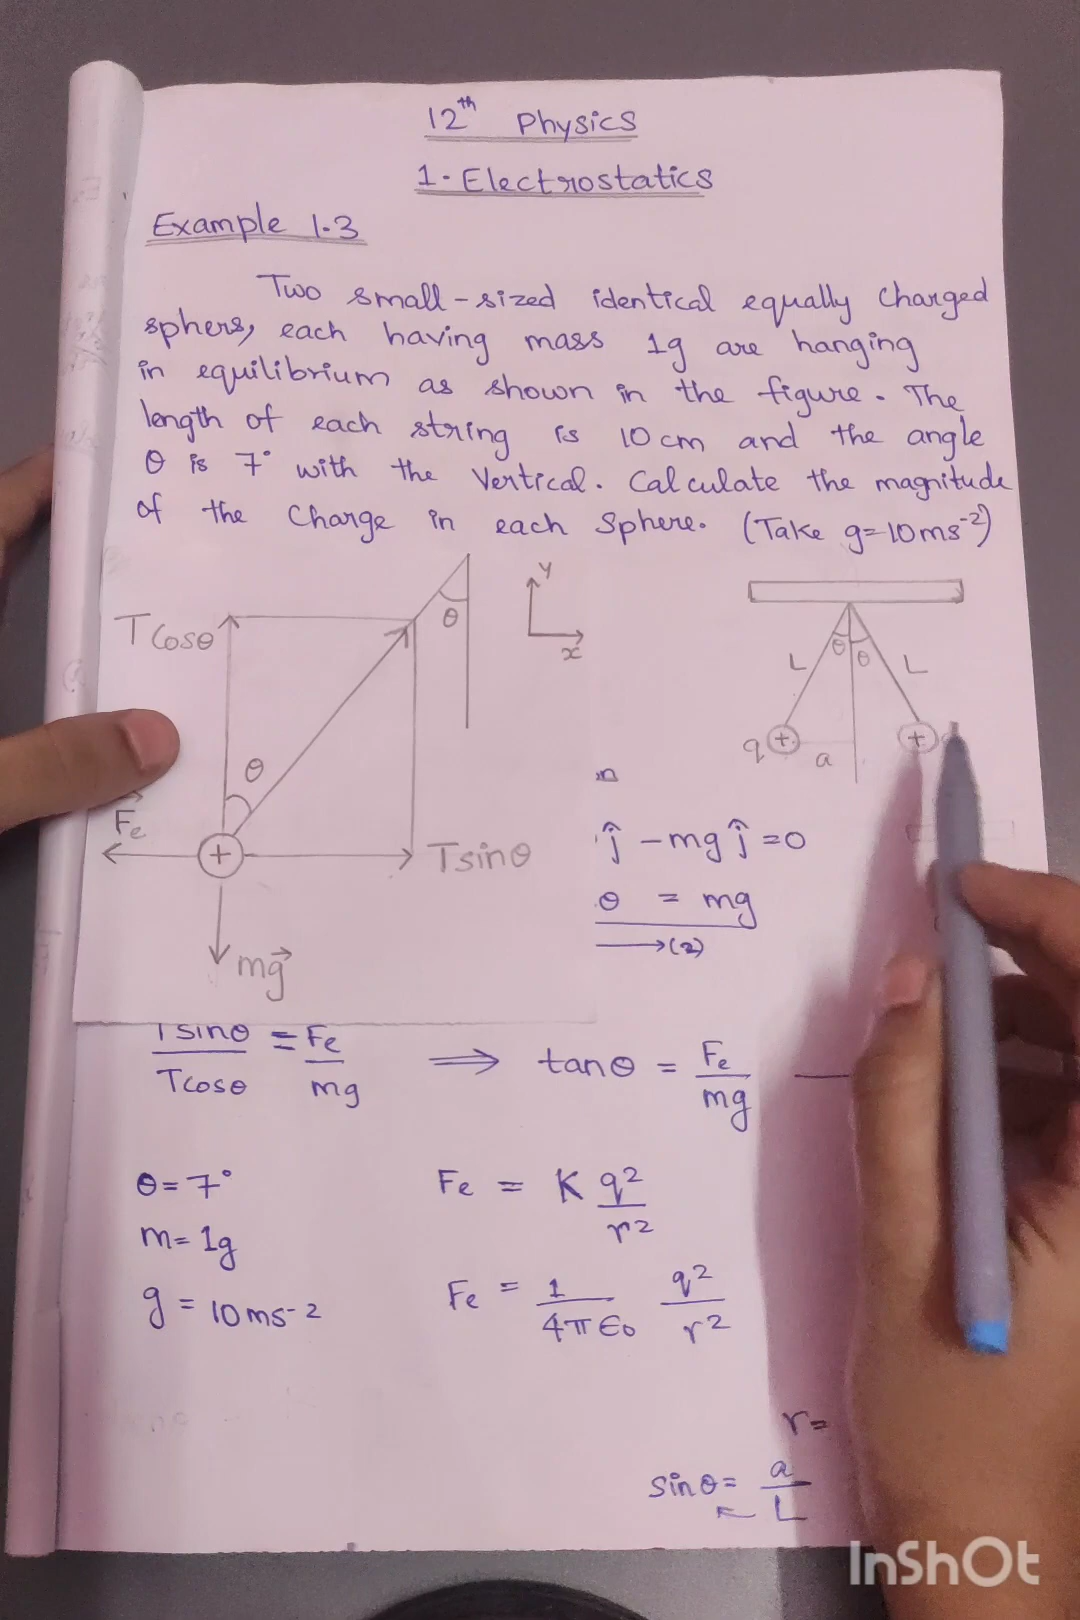 12th Physics
1. Electrostatics
Example 1.3
Two small-sized identical equally charged
sphers, each having mass 1g are hanging
in equilibrium as shown in the figure. The
length of each string is 10cm and the angle
θ is 7° with the Vertical. Calculate the magnitude
of the Charge in each Sphere. (Take g=10ms⁻²)
Tcosθ
θ
y
x
θ
θ θ
L L
q + a +
Fe
θ
+ Tsinθ
mg
ĵ - mg ĵ = 0
θ = mg
→(2)
Tsinθ/Tcosθ = Fe/mg ⟹ tanθ = Fe/mg
θ = 7°
m = 1g
g = 10ms-2
Fe = K q²/r²
Fe = 1/4πε₀ q²/r²
r=
Sinθ = a/L
InShOt